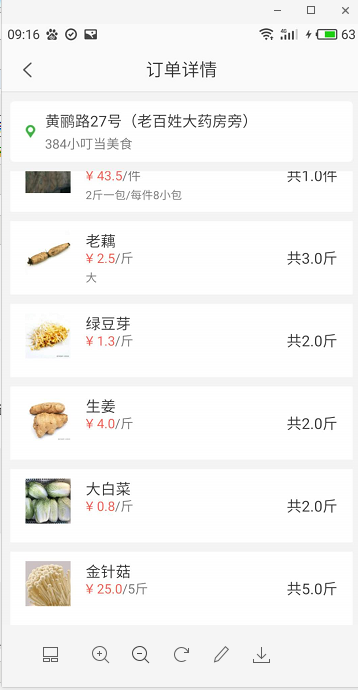 09:16 63
订单详情
黄鹂路27号（老百姓大药房旁）
384小叮当美食
¥ 43.5/件 共1.0件
2斤一包/每件8小包
老藕
¥ 2.5/斤 共3.0斤
大
绿豆芽
¥ 1.3/斤 共2.0斤
生姜
¥ 4.0/斤 共2.0斤
大白菜
¥ 0.8/斤 共2.0斤
金针菇
¥ 25.0/5斤 共5.0斤